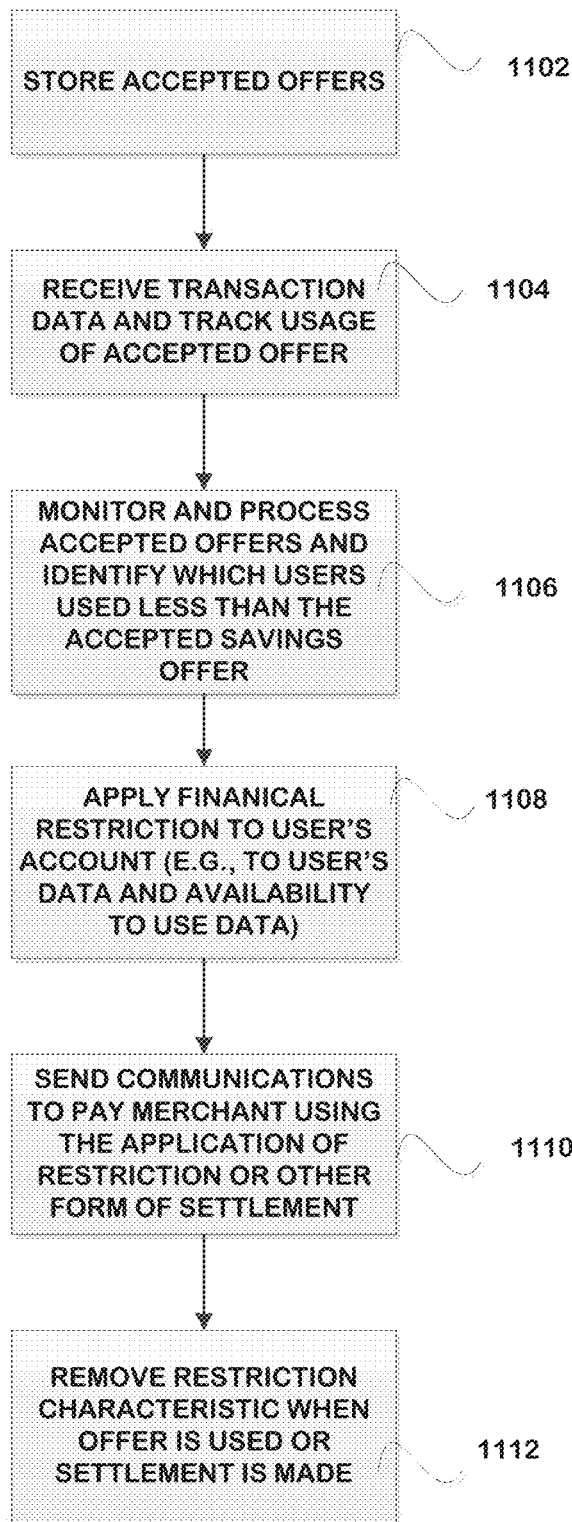 STORE ACCEPTED OFFERS
1102
RECEIVE TRANSACTION
DATA AND TRACK USAGE
OF ACCEPTED OFFER
1104
MONITOR AND PROCESS
ACCEPTED OFFERS AND
IDENTIFY WHICH USERS
USED LESS THAN THE
ACCEPTED SAVINGS
OFFER
1106
APPLY FINANICAL
RESTRICTION TO USER'S
ACCOUNT (E.G., TO USER'S
DATA AND AVAILABILITY
TO USE DATA)
1108
SEND COMMUNICATIONS
TO PAY MERCHANT USING
THE APPLICATION OF
RESTRICTION OR OTHER
FORM OF SETTLEMENT
1110
REMOVE RESTRICTION
CHARACTERISTIC WHEN
OFFER IS USED OR
SETTLEMENT IS MADE
1112